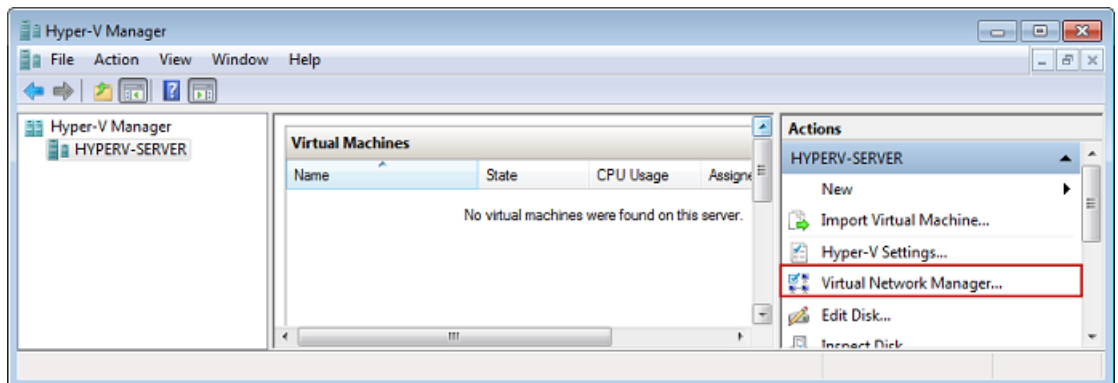 Hyper-V Manager
File Action View Window Help
Hyper-V Manager
HYPERV-SERVER
Virtual Machines
Name State CPU Usage
No virtual machines were found on this server.
Actions
HYPERV-SERVER
New
Import Virtual Machine...
Hyper-V Settings...
Virtual Network Manager...
Edit Disk...
Inspect Disk